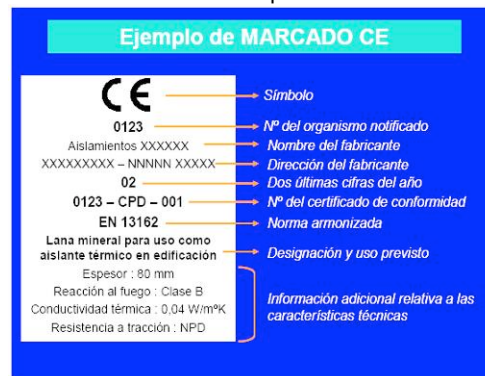 Ejemplo de MARCADO CE
CE
Símbolo
0123
Nº del organismo notificado
Aislamientos XXXXXX
Nombre del fabricante
XXXXXXXXX – NNNNN XXXXX
Dirección del fabricante
02
Dos últimas cifras del año
0123 – CPD – 001
Nº del certificado de conformidad
EN 13162
Norma armonizada
Lana mineral para uso como
aislante térmico en edificación
Designación y uso previsto
Espesor : 80 mm
Reacción al fuego : Clase B
Conductividad térmica : 0,04 W/mºK
Resistencia a tracción : NPD
Información adicional relativa a las
características técnicas